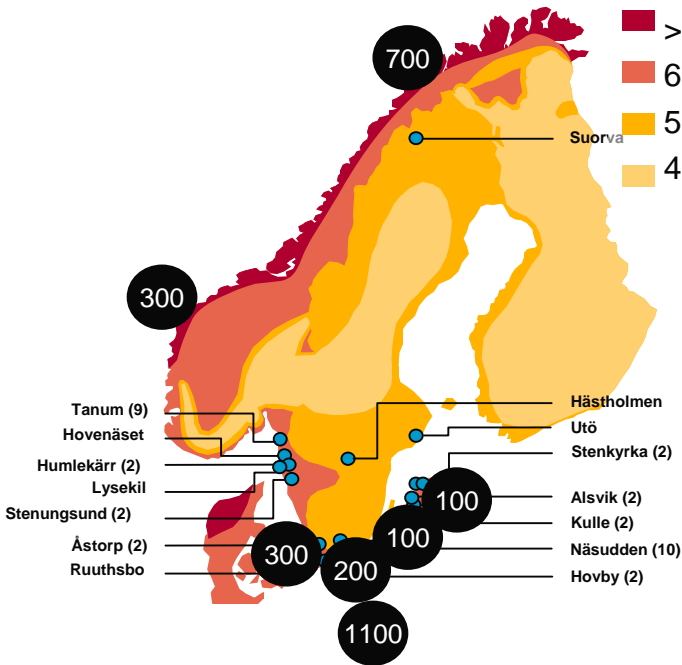 >
700
6
5
Suorva
4
300
Tanum (9)
Hovenäset
Humlekärr (2)
Lysekil
Stenungsund (2)
Åstorp (2)
Ruuthsbo
Hästholmen
Utö
Stenkyrka (2)
Alsvik (2)
Kulle (2)
Näsudden (10)
Hovby (2)
100
100
300
200
1100